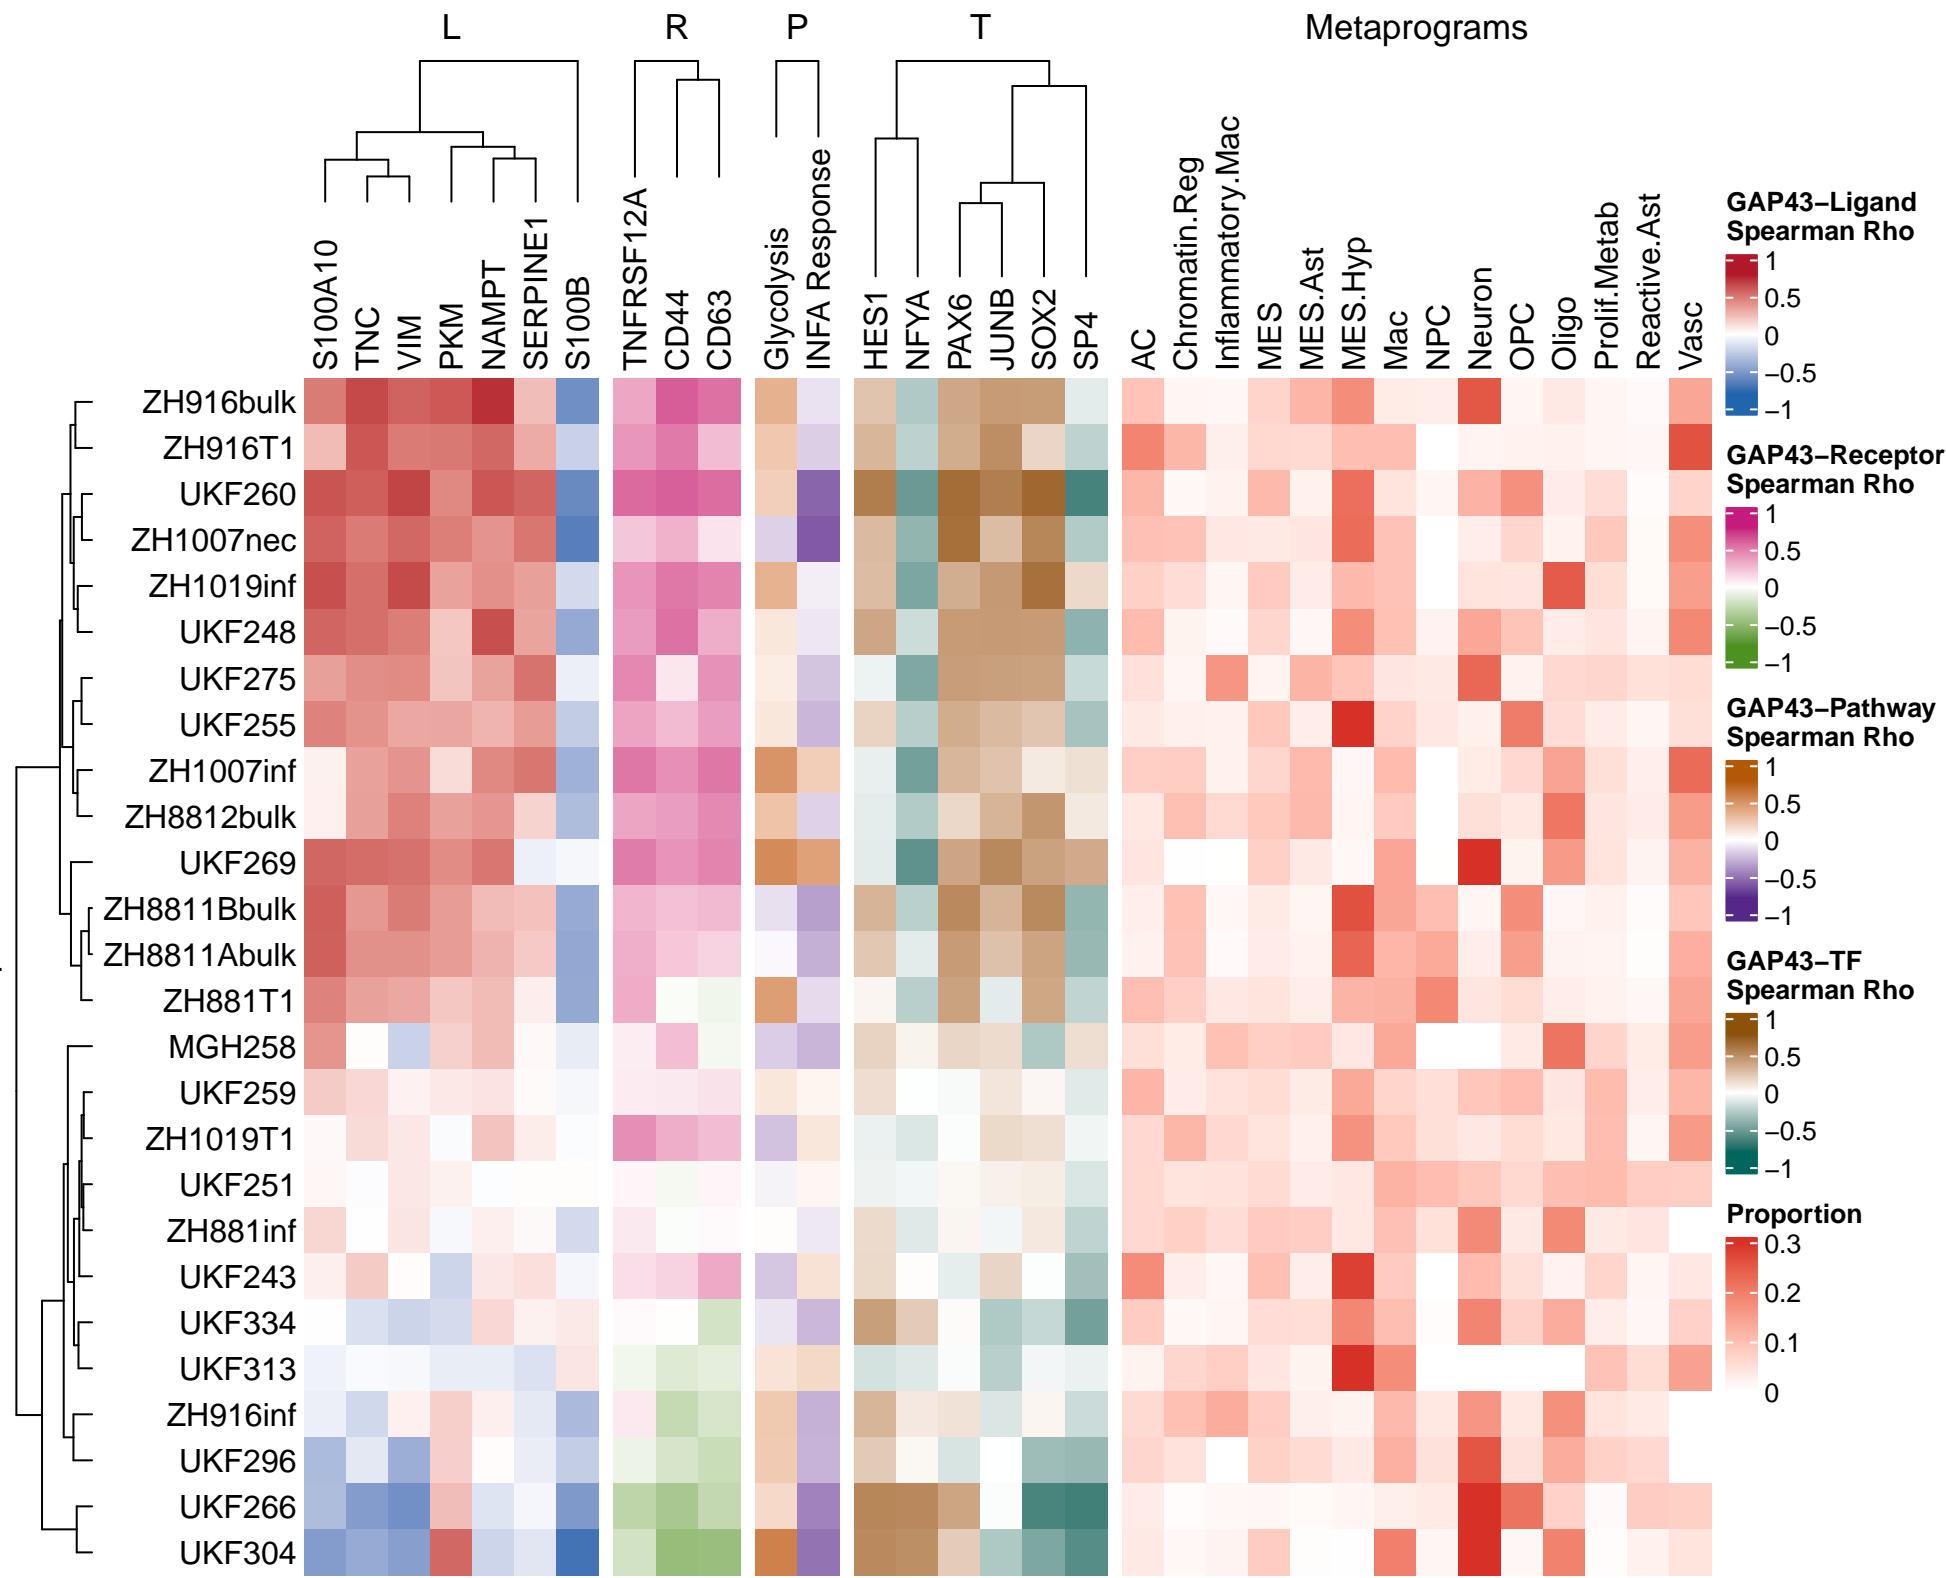 L R P T Metaprograms
S100A10
TNC
VIM
PKM
NAMPT
SERPINE1
S100B
TNFRSF12A
CD44
CD63
Glycolysis
INFA Response
HES1
NFYA
PAX6
JUNB
SOX2
SP4
AC
Chromatin.Reg
Inflammatory.Mac
MES
MES.Ast
MES.Hyp
Mac
NPC
Neuron
OPC
Oligo
Prolif.Metab
Reactive.Ast
Vasc
ZH916bulk
ZH916T1
UKF260
ZH1007nec
ZH1019inf
UKF248
UKF275
UKF255
ZH1007inf
ZH8812bulk
UKF269
ZH8811Bbulk
ZH8811Abulk
ZH881T1
MGH258
UKF259
ZH1019T1
UKF251
ZH881inf
UKF243
UKF334
UKF313
ZH916inf
UKF296
UKF266
UKF304
GAP43−Ligand
Spearman Rho
1
0.5
0
−0.5
−1
GAP43−Receptor
Spearman Rho
1
0.5
0
−0.5
−1
GAP43−Pathway
Spearman Rho
1
0.5
0
−0.5
−1
GAP43−TF
Spearman Rho
1
0.5
0
−0.5
−1
Proportion
0.3
0.2
0.1
0